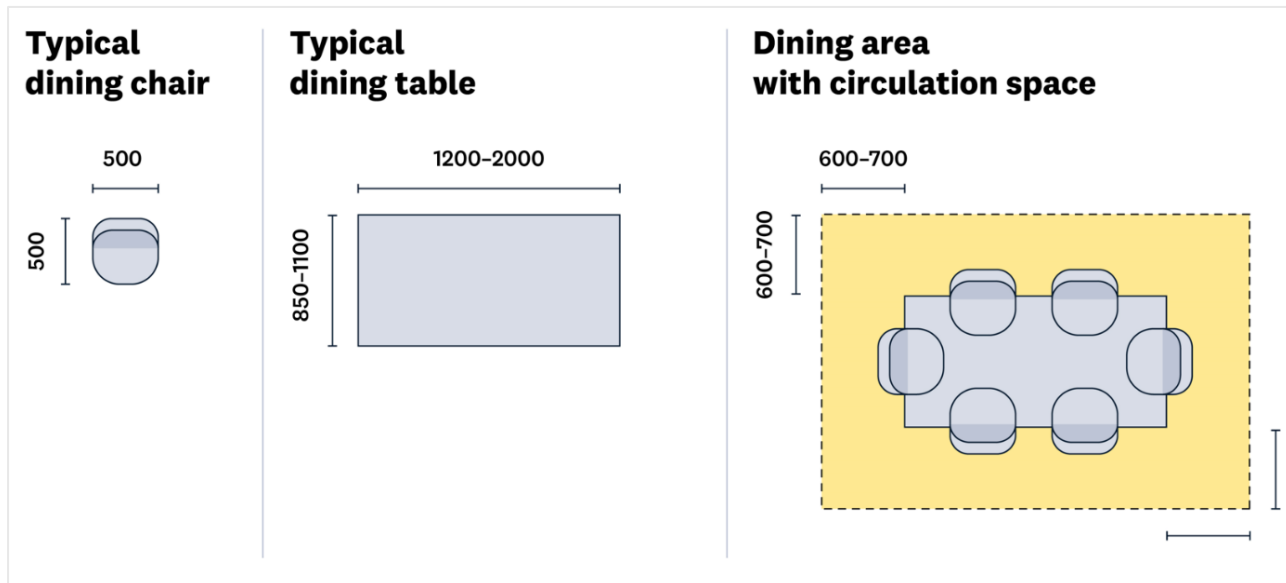 Typical
dining chair
500
500
Typical
dining table
1200–2000
850–1100
Dining area
with circulation space
600–700
600–700